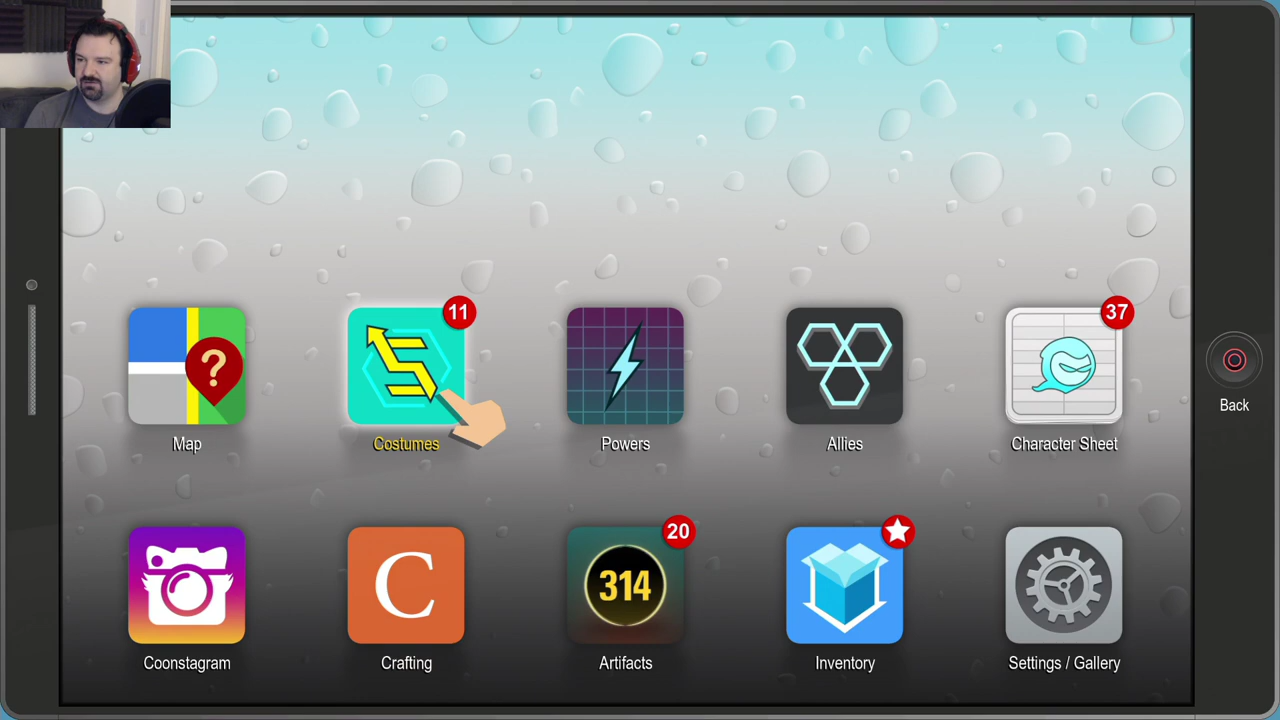 11
37
?
Map
Costumes
Powers
Allies
Character Sheet
Back
20
C
314
Coonstagram
Crafting
Artifacts
Inventory
Settings / Gallery